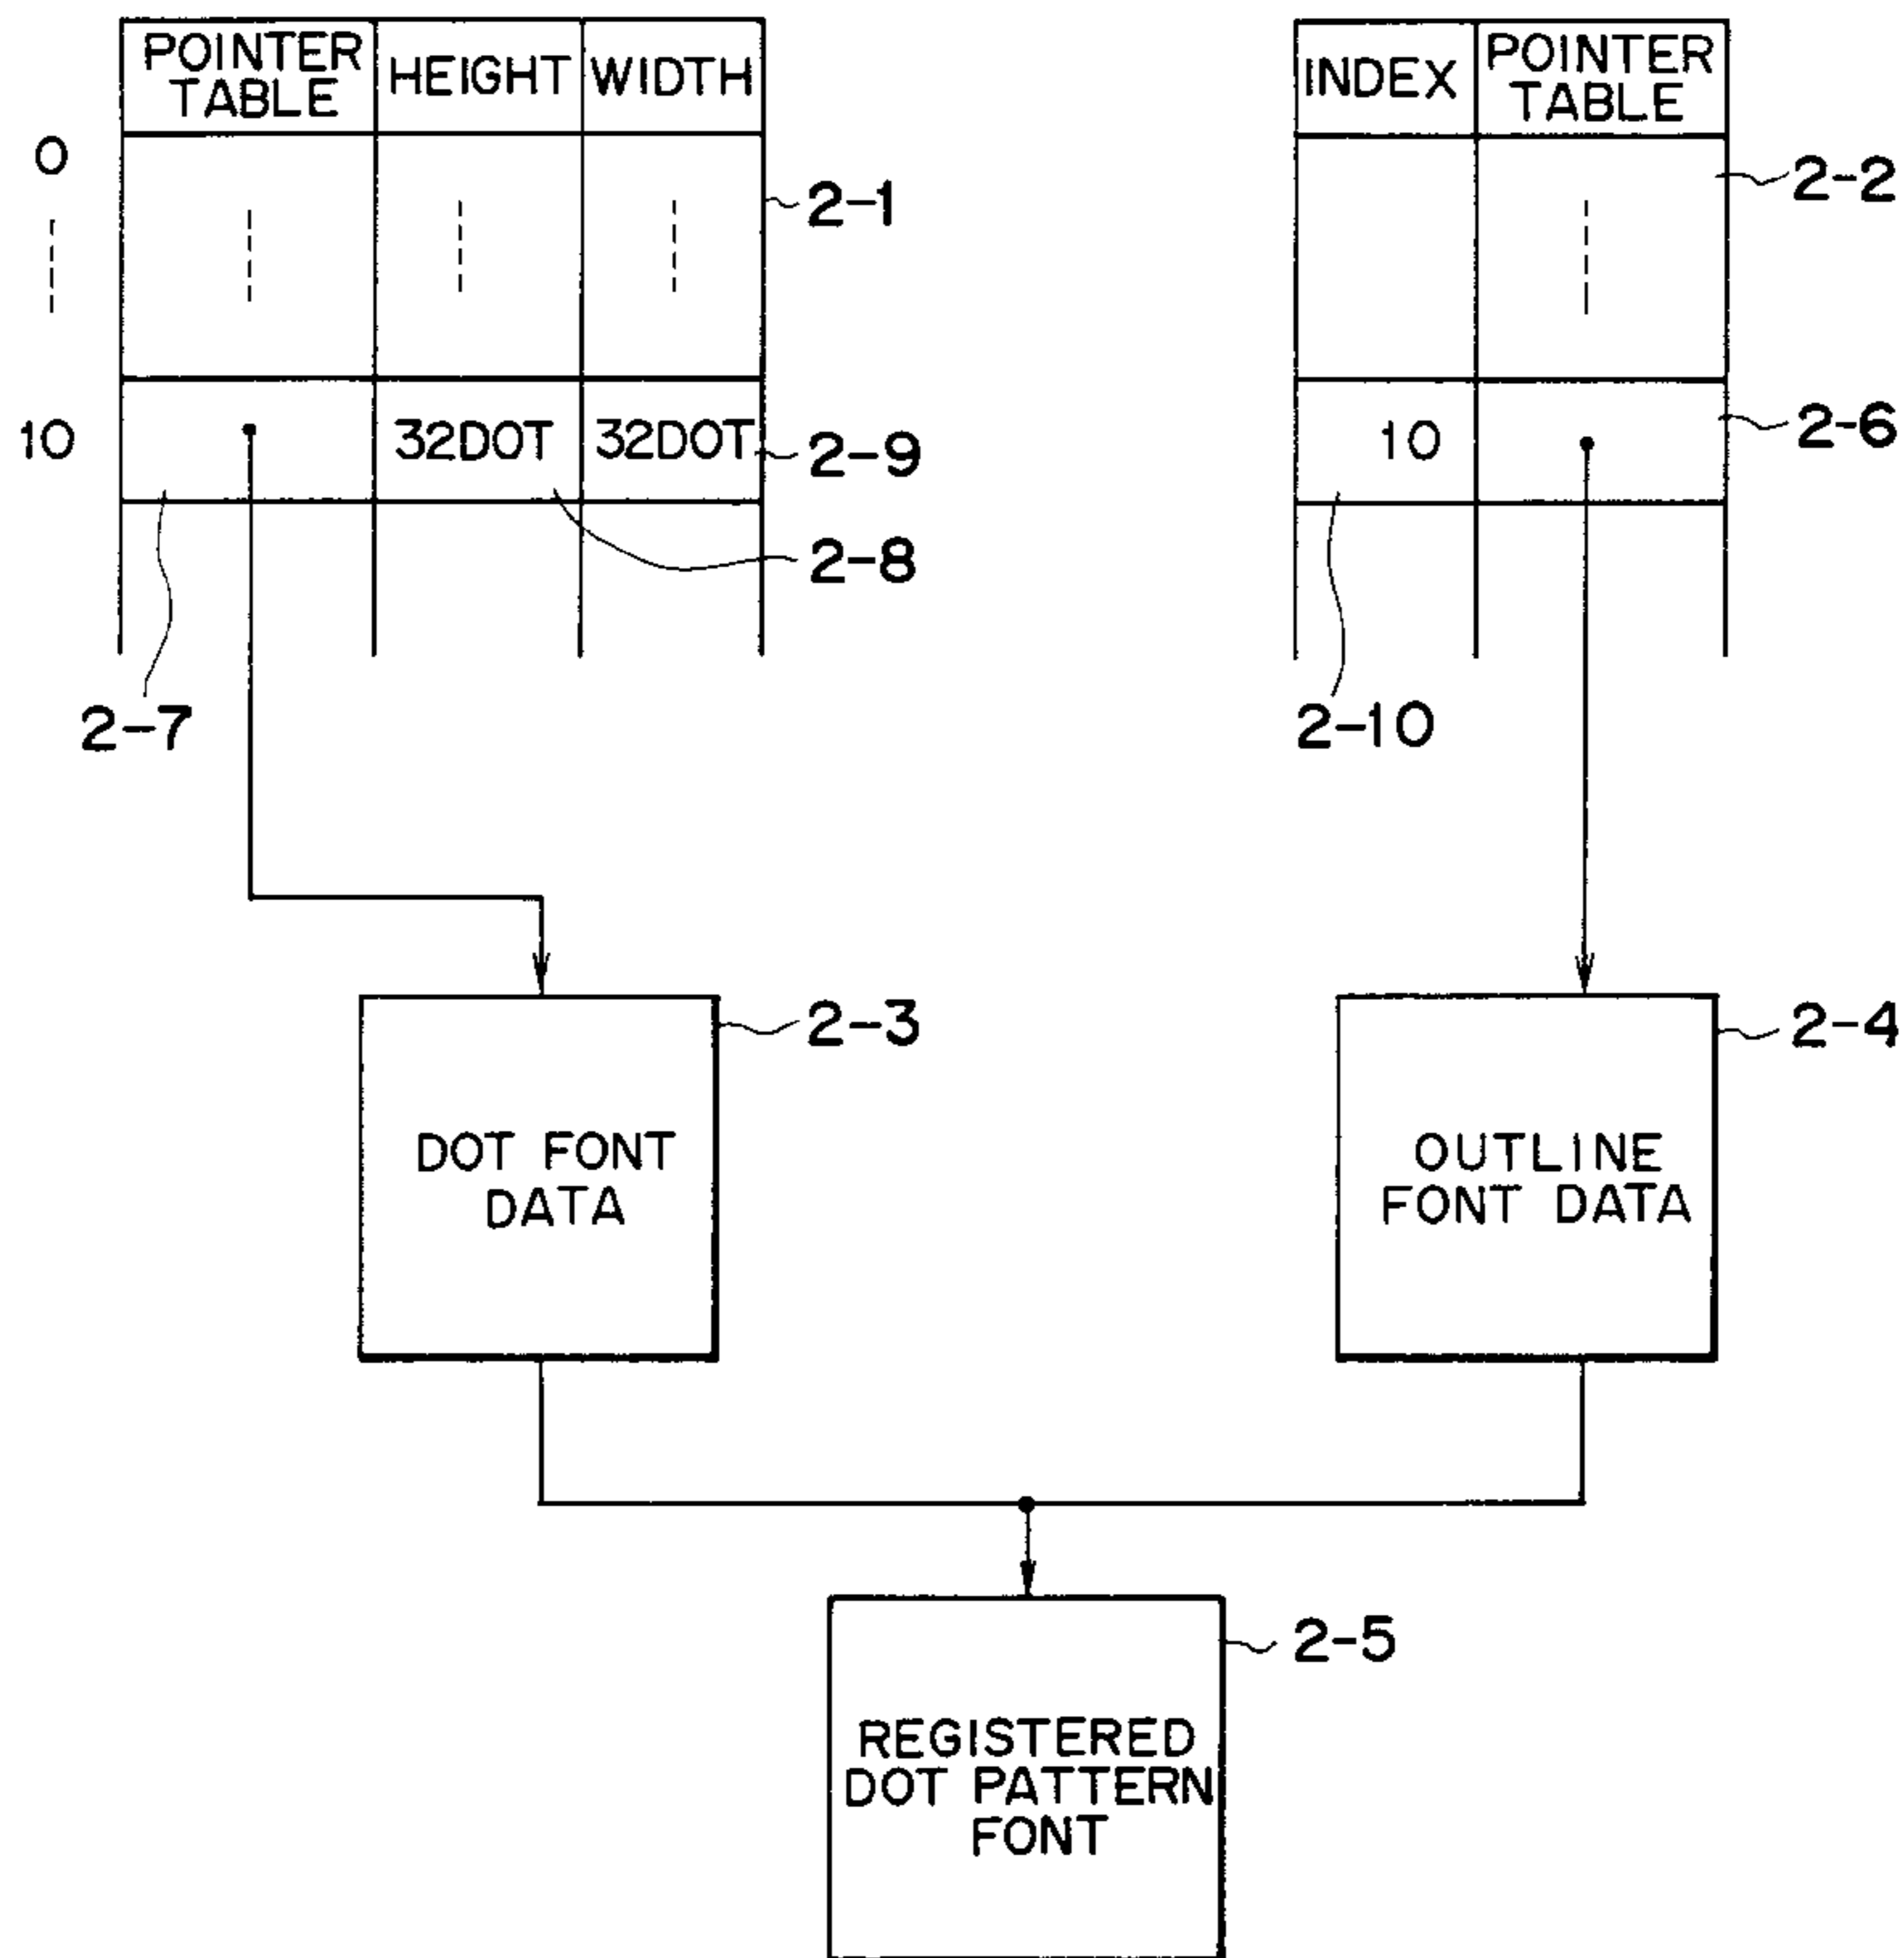 POINTER
TABLE
HEIGHT
WIDTH
INDEX
POINTER
TABLE
0
2-1
2-2
10
32DOT
32DOT
2-9
10
2-6
2-8
2-7
2-10
2-3
2-4
DOT FONT
DATA
OUTLINE
FONT DATA
2-5
REGISTERED
DOT PATTERN
FONT